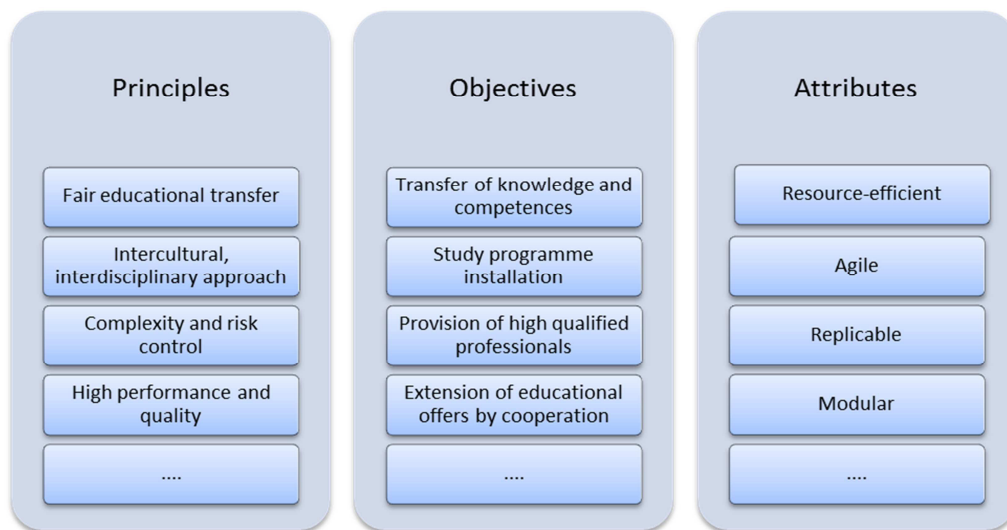 Principles
Fair educational transfer
Intercultural,
interdisciplinary approach
Complexity and risk
control
High performance and
quality
....
Objectives
Transfer of knowledge and
competences
Study programme
installation
Provision of high qualified
professionals
Extension of educational
offers by cooperation
....
Attributes
Resource-efficient
Agile
Replicable
Modular
....